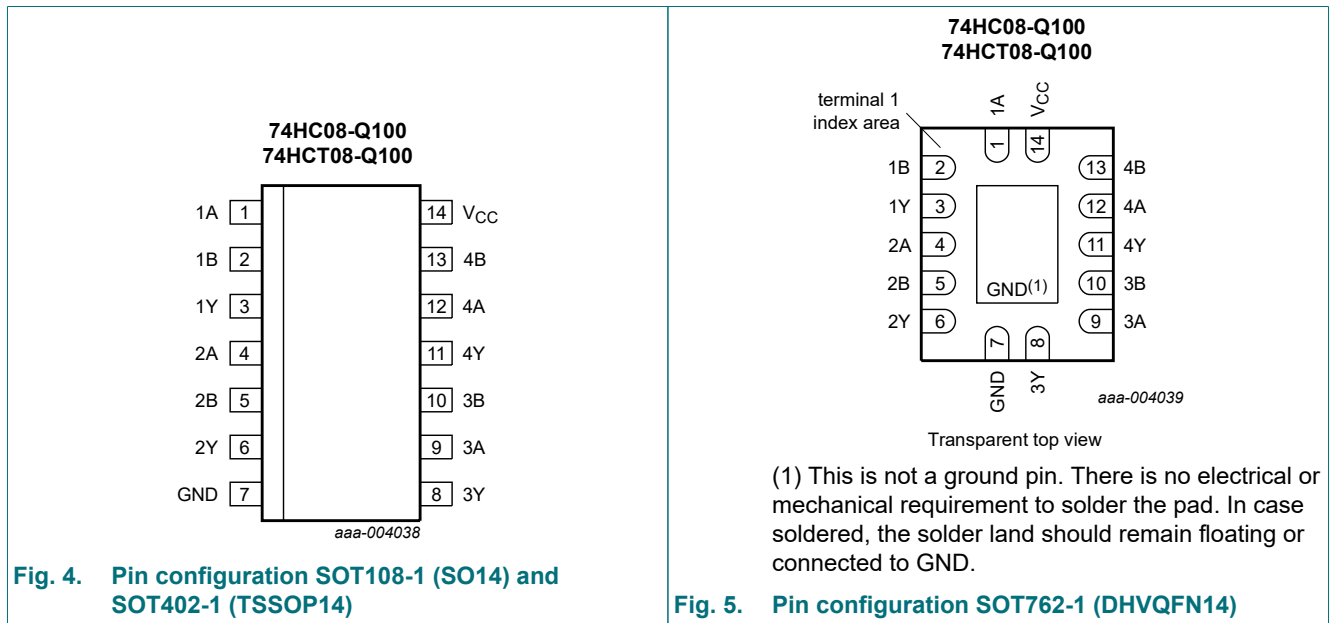 74HC08-Q100
74HCT08-Q100
1A 1
1B 2
1Y 3
2A 4
2B 5
2Y 6
GND 7
14 VCC
13 4B
12 4A
11 4Y
10 3B
9 3A
8 3Y
aaa-004038
Fig. 4. Pin configuration SOT108-1 (SO14) and
SOT402-1 (TSSOP14)
74HC08-Q100
74HCT08-Q100
terminal 1
index area
1A
VCC
1
14
1B 2
1Y 3
2A 4
2B 5
2Y 6
13 4B
12 4A
11 4Y
10 3B
9 3A
GND(1)
7
8
GND
3Y
aaa-004039
Transparent top view
(1) This is not a ground pin. There is no electrical or
mechanical requirement to solder the pad. In case
soldered, the solder land should remain floating or
connected to GND.
Fig. 5. Pin configuration SOT762-1 (DHVQFN14)